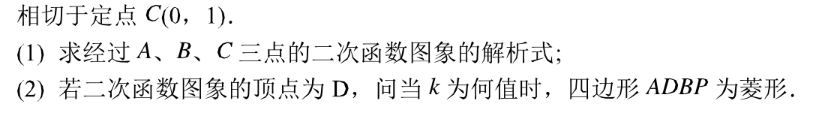 相切于定点 C(0，1)．
(1) 求经过 A、B、C 三点的二次函数图象的解析式;
(2) 若二次函数图象的顶点为 D，问当 k 为何值时，四边形 ADBP 为菱形．